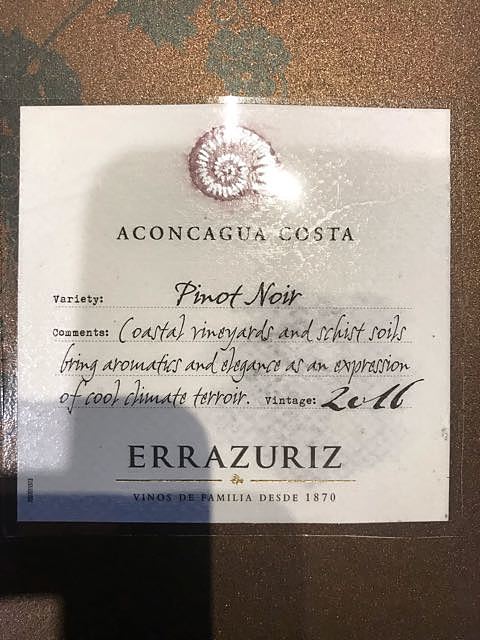 ACONCAGUA COSTA
Variety: Pinot Noir
Comments: Coastal vineyards and schist soils
bring aromatics and elegance as an expression
of cool climate terroir. Vintage: 2016
ERRAZURIZ
VINOS DE FAMILIA DESDE 1870